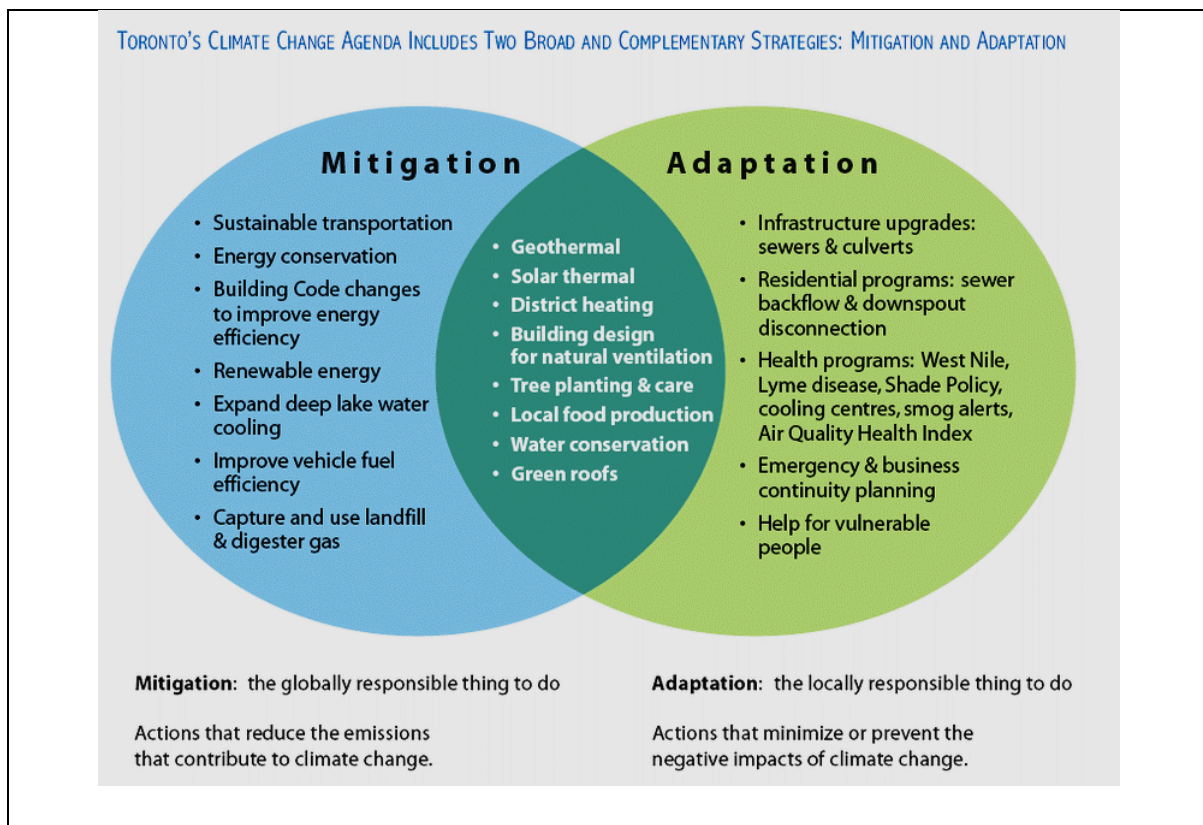 TORONTO'S CLIMATE CHANGE AGENDA INCLUDES TWO BROAD AND COMPLEMENTARY STRATEGIES: MITIGATION AND ADAPTATION
Mitigation
• Sustainable transportation
• Energy conservation
• Building Code changes
to improve energy
efficiency
• Renewable energy
• Expand deep lake water
cooling
• Improve vehicle fuel
efficiency
• Capture and use landfill
& digester gas
• Geothermal
• Solar thermal
• District heating
• Building design
for natural ventilation
• Tree planting & care
• Local food production
• Water conservation
• Green roofs
Adaptation
• Infrastructure upgrades:
sewers & culverts
• Residential programs: sewer
backflow & downspout
disconnection
• Health programs: West Nile,
Lyme disease, Shade Policy,
cooling centres, smog alerts,
Air Quality Health Index
• Emergency & business
continuity planning
• Help for vulnerable
people
Mitigation: the globally responsible thing to do
Actions that reduce the emissions
that contribute to climate change.
Adaptation: the locally responsible thing to do
Actions that minimize or prevent the
negative impacts of climate change.